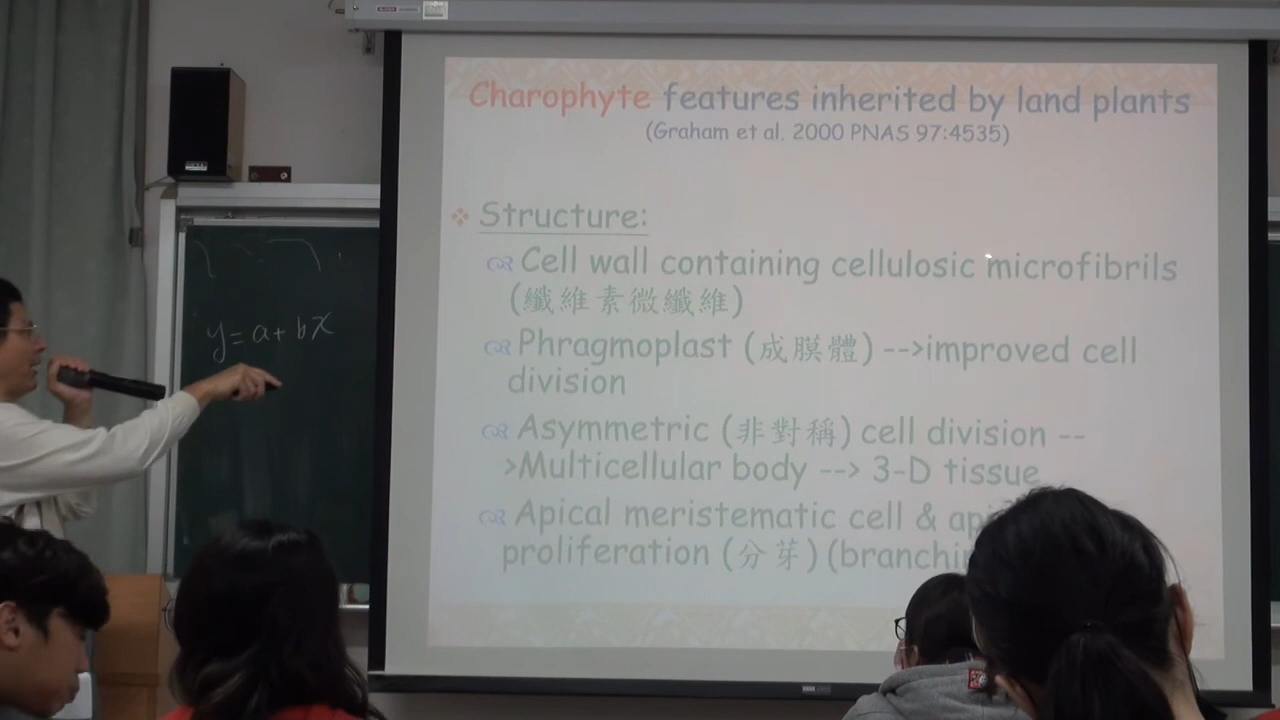 Charophyte features inherited by land plants
(Graham et al. 2000 PNAS 97:4535)
Structure:
Cell wall containing cellulosic microfibrils
(纖維素微纖維)
Phragmoplast (成膜體) -->improved cell
division
Asymmetric (非對稱) cell division --
>Multicellular body --> 3-D tissue
Apical meristematic cell &
proliferation (分芽)
y=a+bx